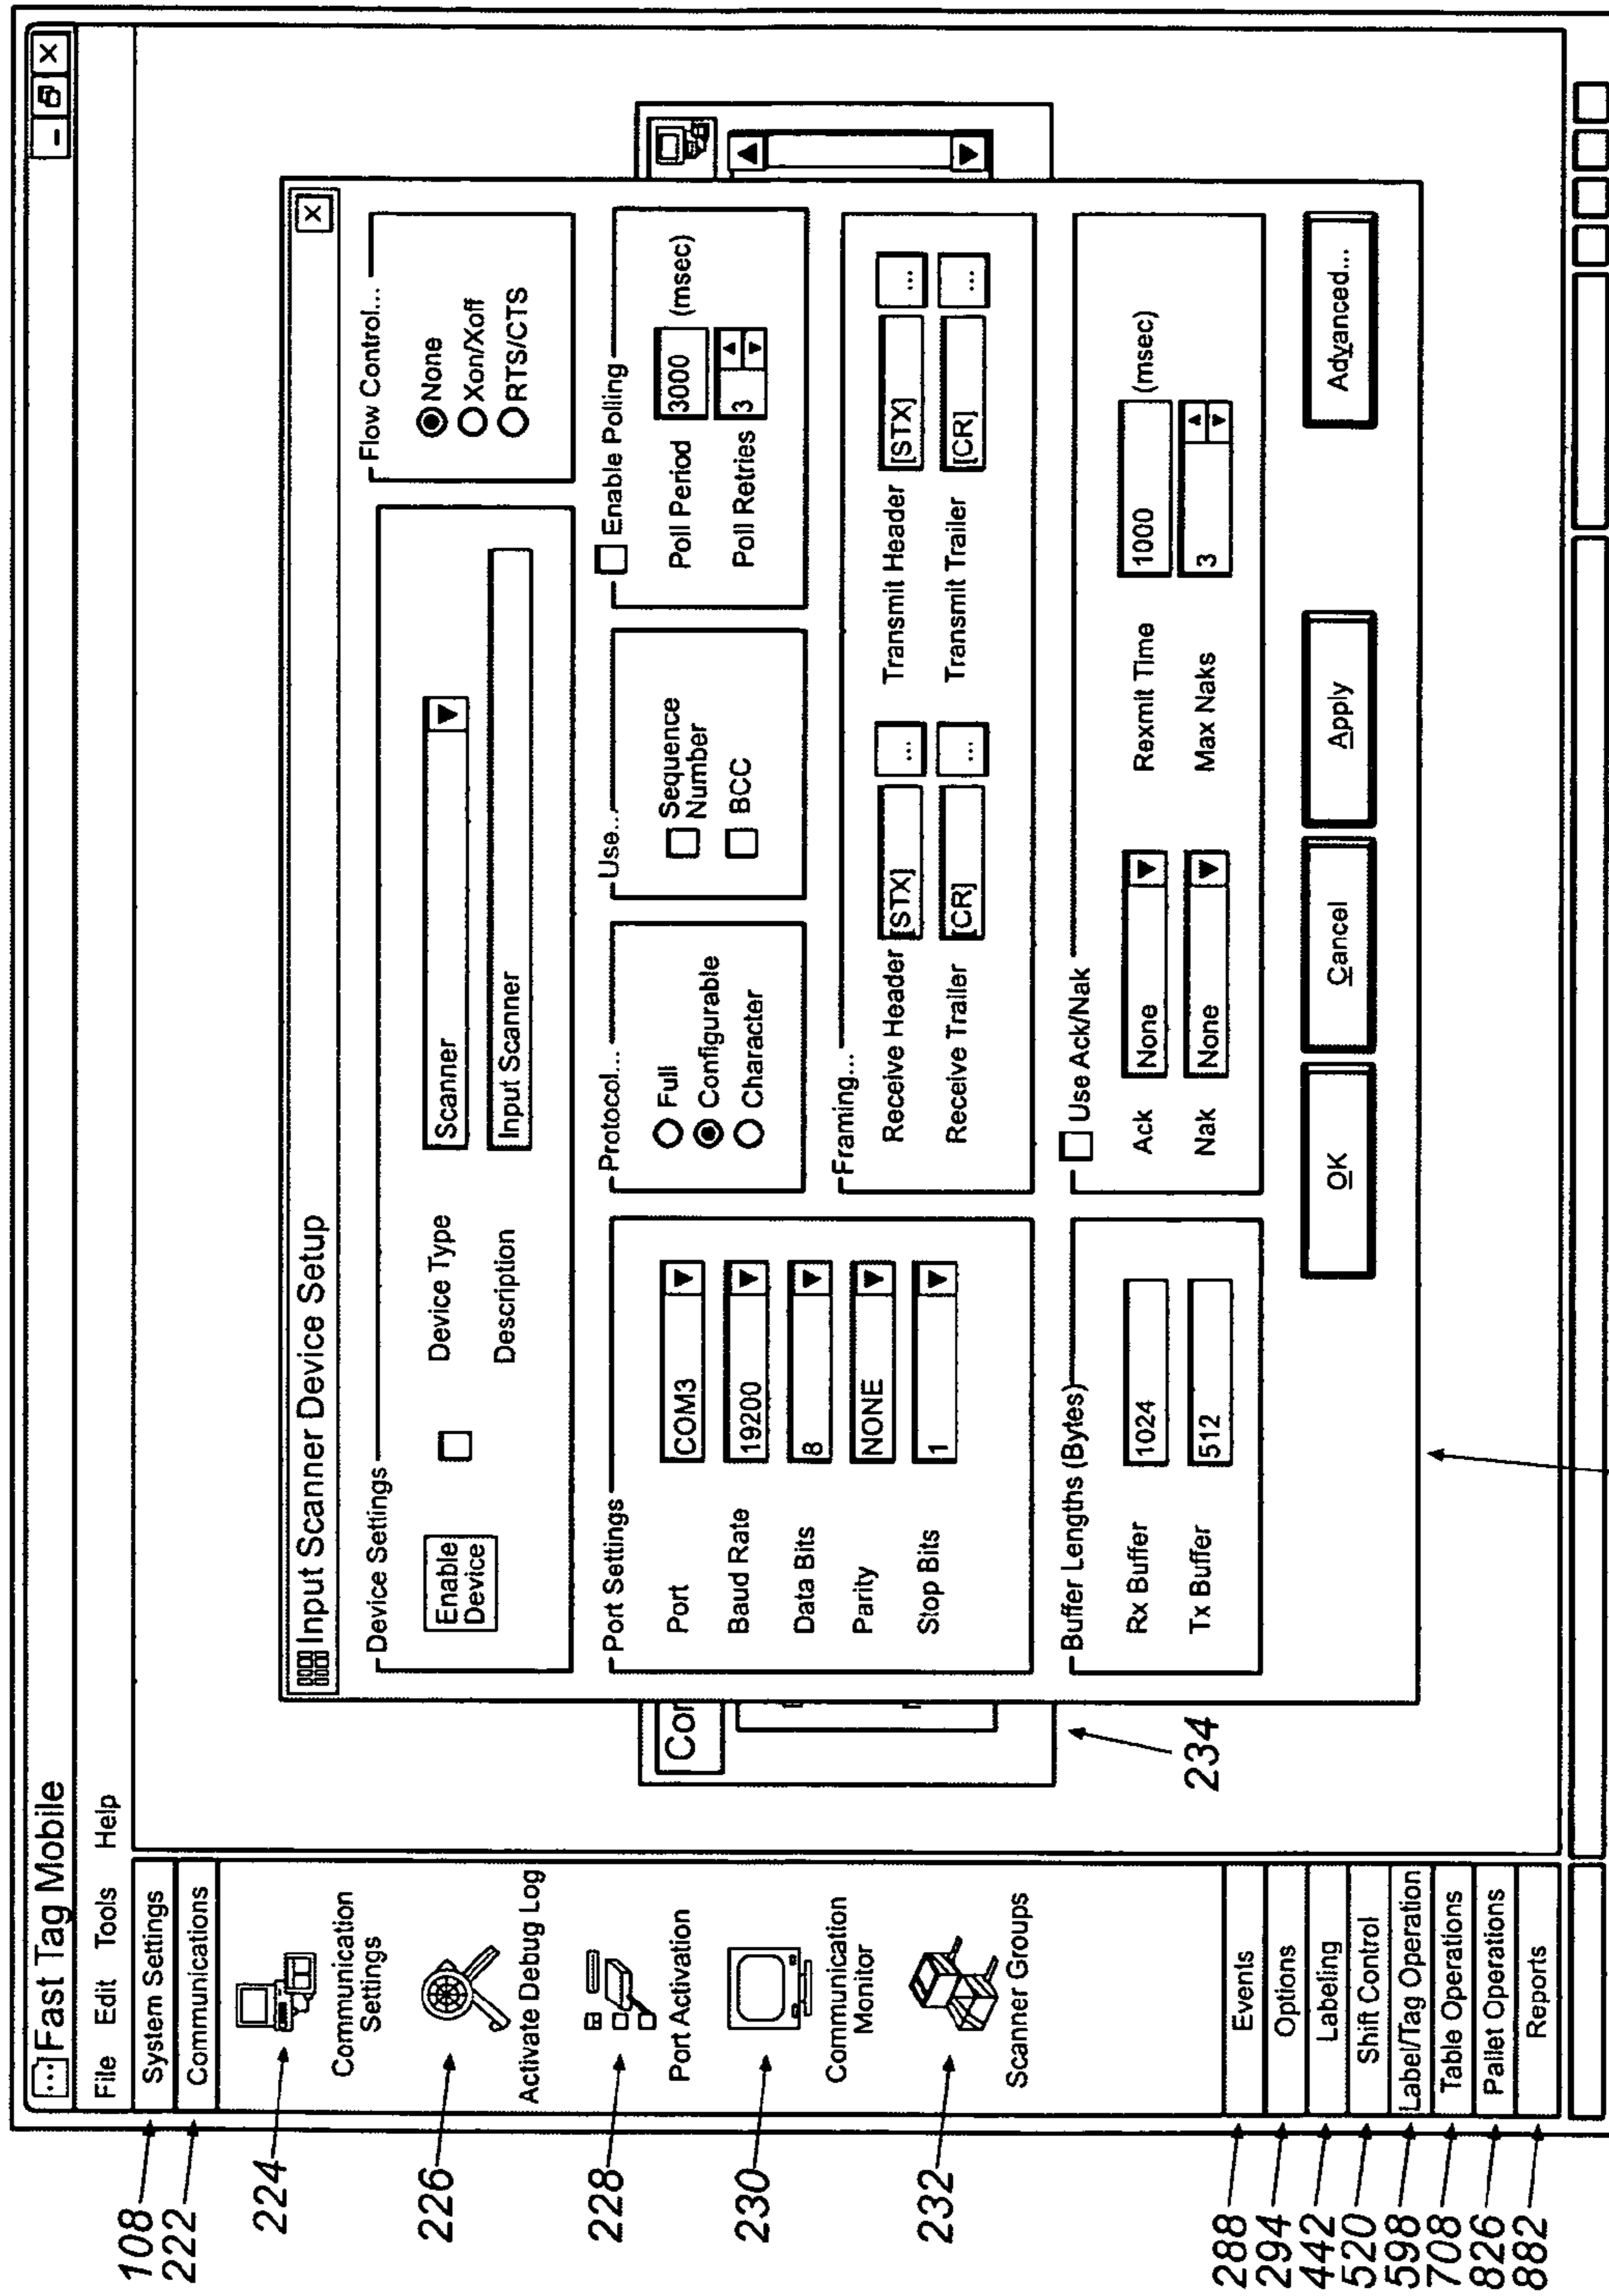 Fast Tag Mobile
File Edit Tools Help
108
System Settings
222
Communications
224
Communication
Settings
226
Activate Debug Log
228
Port Activation
230
Communication
Monitor
232
Scanner Groups
288
Events
294
Options
442
Labeling
520
Shift Control
598
Label/Tag Operation
708
Table Operations
826
Pallet Operations
882
Reports
Input Scanner Device Setup
Device Settings
Enable
Device
Device Type
Scanner
Description
Input Scanner
Flow Control...
None
Xon/Xoff
RTS/CTS
Port Settings
Port COM3
Baud Rate 19200
Data Bits 8
Parity NONE
Stop Bits 1
Protocol...
Full
Configurable
Character
Use...
Sequence
Number
BCC
Enable Polling
Poll Period 3000 (msec)
Poll Retries 3
Framing...
Receive Header [STX] ... Transmit Header [STX] ...
Receive Trailer [CR] ... Transmit Trailer [CR] ...
Buffer Lengths (Bytes)
Rx Buffer 1024
Tx Buffer 512
Use Ack/Nak
Ack None Rexmit Time 1000 (msec)
Nak None Max Naks 3
OK Cancel Apply Advanced...
234